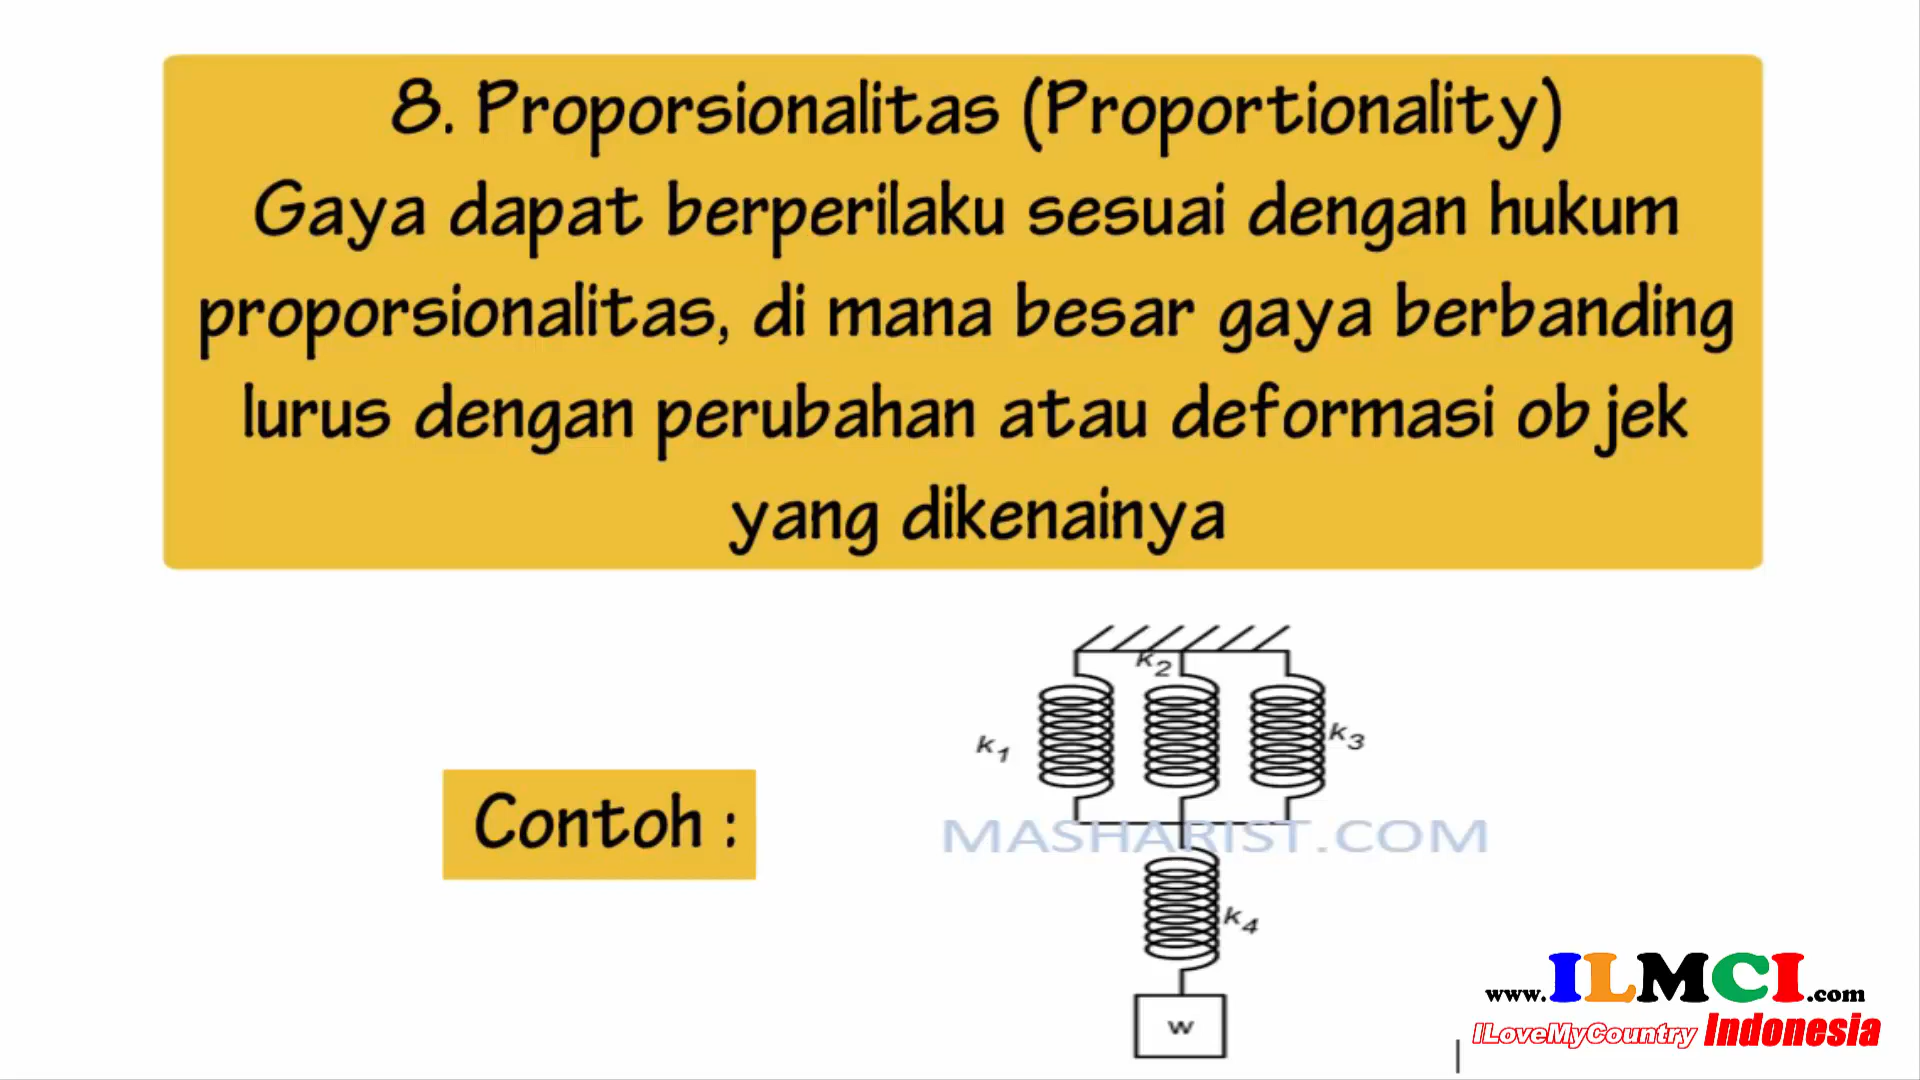 8. Proporsionalitas (Proportionality)
Gaya dapat berperilaku sesuai dengan hukum
proporsionalitas, di mana besar gaya berbanding
lurus dengan perubahan atau deformasi objek
yang dikenainya
Contoh :
k2
k1
k3
MASHARIST.COM
k4
w
www.ILMCI.com
ILoveMyCountry Indonesia